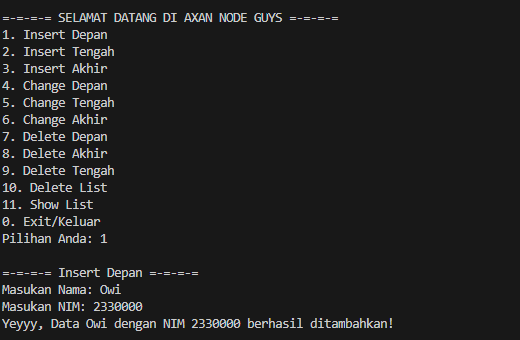 =-=-=-= SELAMAT DATANG DI AXAN NODE GUYS =-=-=-=
1. Insert Depan
2. Insert Tengah
3. Insert Akhir
4. Change Depan
5. Change Tengah
6. Change Akhir
7. Delete Depan
8. Delete Akhir
9. Delete Tengah
10. Delete List
11. Show List
0. Exit/Keluar
Pilihan Anda: 1
=-=-=-= Insert Depan =-=-=-=
Masukan Nama: Owi
Masukan NIM: 2330000
Yeyyy, Data Owi dengan NIM 2330000 berhasil ditambahkan!